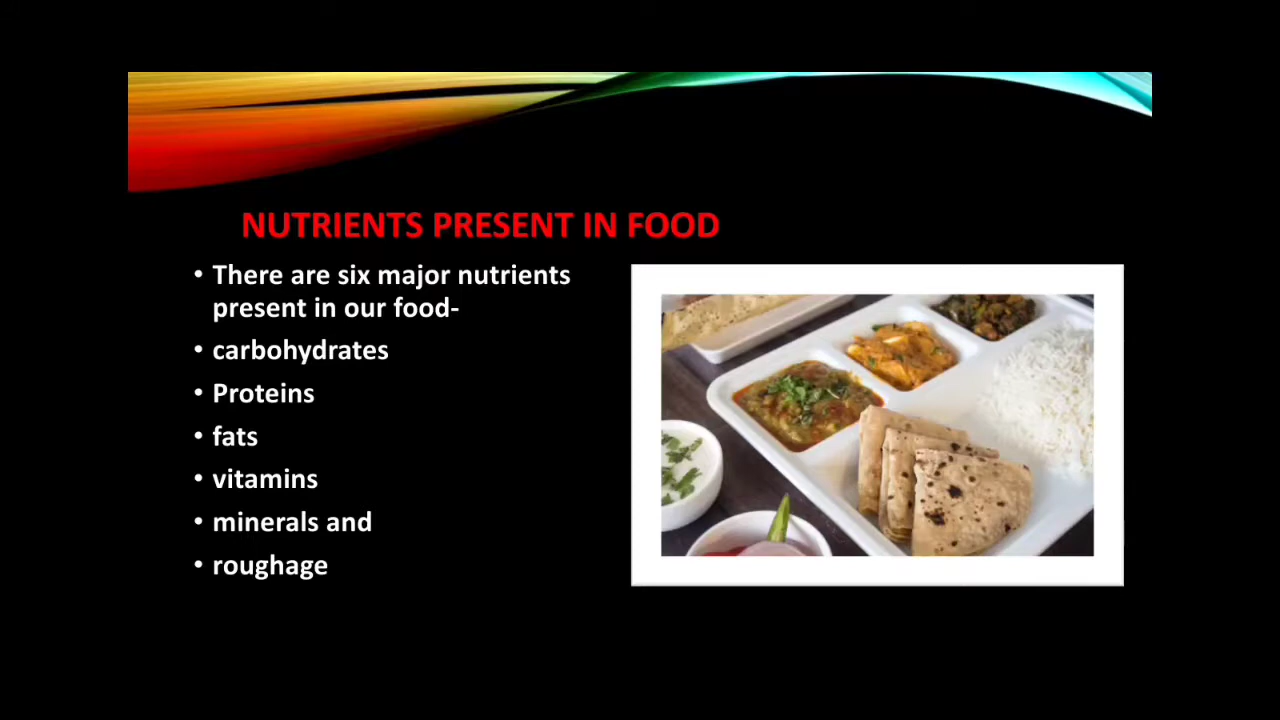 NUTRIENTS PRESENT IN FOOD
• There are six major nutrients
present in our food-
• carbohydrates
• Proteins
• fats
• vitamins
• minerals and
• roughage